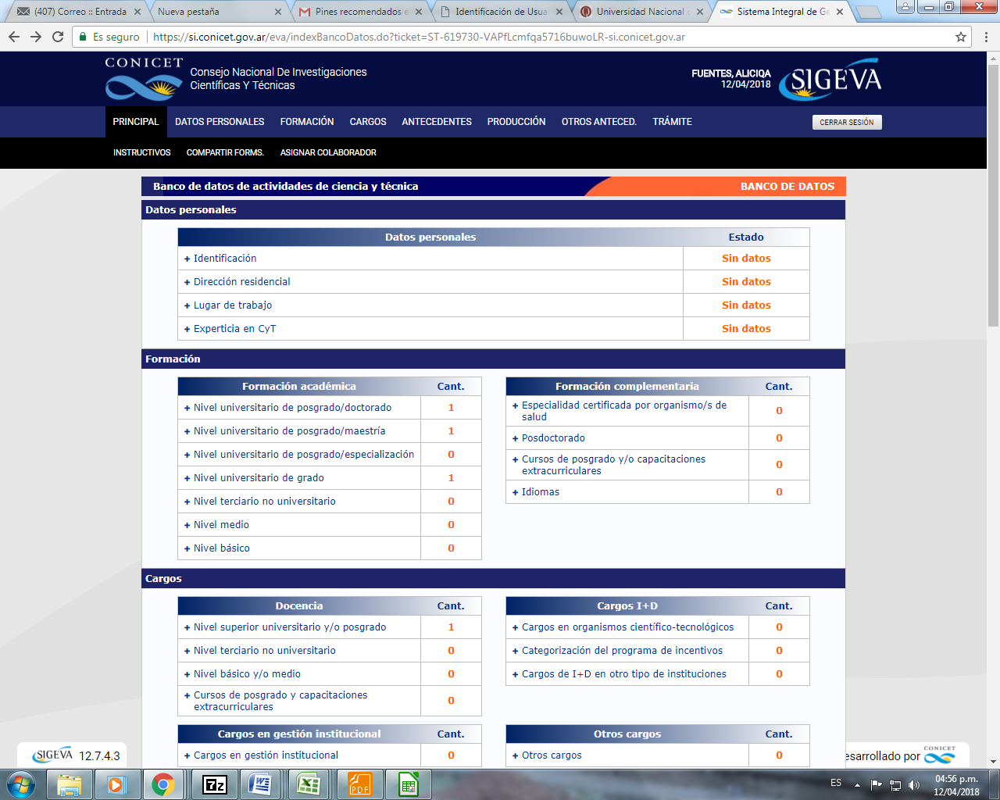 (407) Correo :: Entrada
Nueva pestaña
Pines recomendados e
Identificación de Usua
Universidad Nacional d
Sistema Integral de Ge
Es seguro
https://si.conicet.gov.ar/eva/indexBancoDatos.do?ticket=ST-619730-VAPfLcmfqa5716buwoLR-si.conicet.gov.ar
CONICET
Consejo Nacional De Investigaciones
Científicas Y Técnicas
FUENTES, ALICIQA
12/04/2018
SIGEVA
PRINCIPAL
DATOS PERSONALES
FORMACIÓN
CARGOS
ANTECEDENTES
PRODUCCIÓN
OTROS ANTECED.
TRÁMITE
CERRAR SESIÓN
INSTRUCTIVOS
COMPARTIR FORMS.
ASIGNAR COLABORADOR
Banco de datos de actividades de ciencia y técnica
BANCO DE DATOS
Datos personales
Datos personales Estado
+ Identificación Sin datos
+ Dirección residencial Sin datos
+ Lugar de trabajo Sin datos
+ Experticia en CyT Sin datos
Formación
Formación académica Cant.
+ Nivel universitario de posgrado/doctorado 1
+ Nivel universitario de posgrado/maestría 1
+ Nivel universitario de posgrado/especialización 0
+ Nivel universitario de grado 1
+ Nivel terciario no universitario 0
+ Nivel medio 0
+ Nivel básico 0
Formación complementaria Cant.
+ Especialidad certificada por organismo/s de
salud 0
+ Posdoctorado 0
+ Cursos de posgrado y/o capacitaciones
extracurriculares 0
+ Idiomas 0
Cargos
Docencia Cant.
+ Nivel superior universitario y/o posgrado 1
+ Nivel terciario no universitario 0
+ Nivel básico y/o medio 0
+ Cursos de posgrado y capacitaciones
extracurriculares 0
Cargos I+D Cant.
+ Cargos en organismos científico-tecnológicos 0
+ Categorización del programa de incentivos 0
+ Cargos de I+D en otro tipo de instituciones 0
Cargos en gestión institucional Cant.
+ Cargos en gestión institucional 0
Otros cargos Cant.
+ Otros cargos 0
SIGEVA 12.7.4.3
esarrollado por CONICET
7z
PDF
ES
04:56 p.m.
12/04/2018